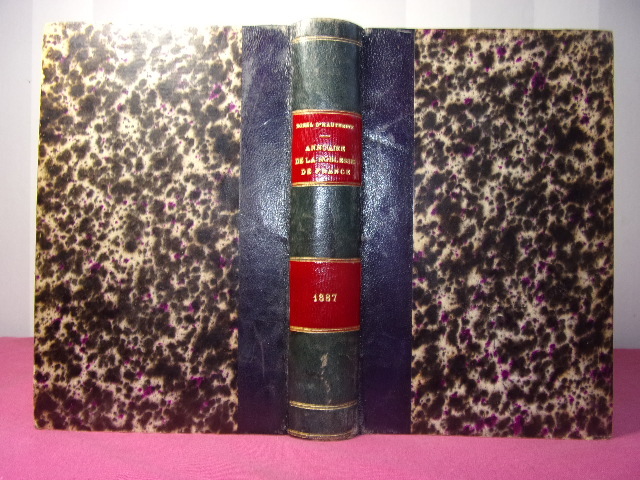 BOREL D'HAUTERIVE
ANNUAIRE
DE LA NOBLESSE
DE FRANCE
1887